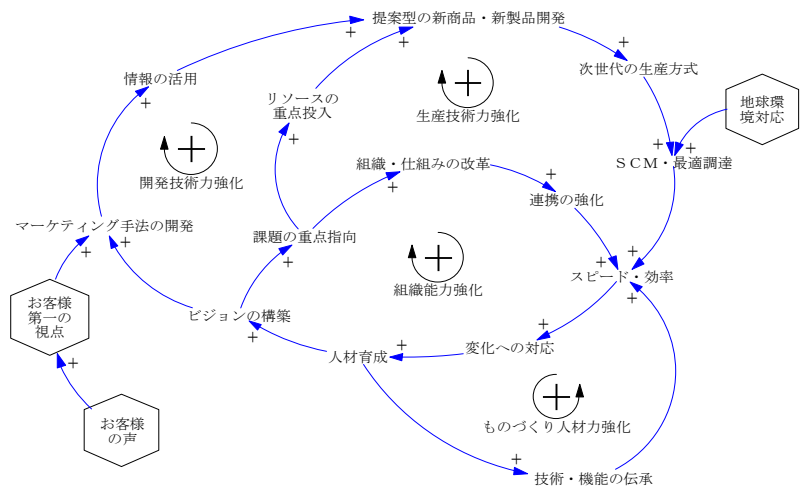 提案型の新商品・新製品開発
+
+
+
情報の活用
+
次世代の生産方式
リソースの
重点投入
+
+
生産技術力強化
地球環
境対応
+
開発技術力強化
組織・仕組みの改革
+
+
+
+
SCM・最適調達
連携の強化
マーケティング手法の開発
+
+
課題の重点指向
+
+
組織能力強化
+
+
スピード・効率
+
お客様
第一の
視点
ビジョンの構築
+
+
変化への対応
+
人材育成
+
+
お客様
の声
ものづくり人材力強化
+
技術・機能の伝承